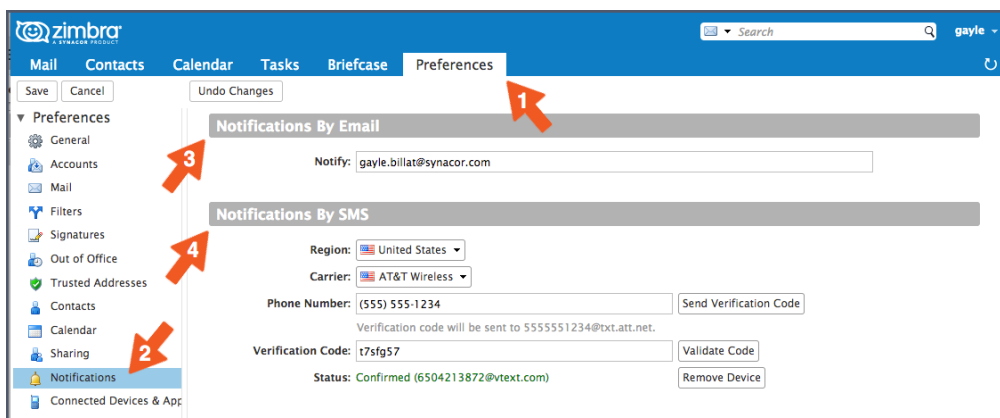 zimbra
A SYNACOR PRODUCT
Search
gayle
Mail Contacts Calendar Tasks Briefcase Preferences
Save Cancel Undo Changes
1
Preferences
Notifications By Email
General
3
Notify: gayle.billat@synacor.com
Accounts
Mail
Filters
Notifications By SMS
Signatures
4
Region: United States
Out of Office
Carrier: AT&T Wireless
Trusted Addresses
Phone Number: (555) 555-1234 Send Verification Code
Contacts
Verification code will be sent to 5555551234@txt.att.net.
Calendar
Verification Code: t7sfg57 Validate Code
Sharing
2
Status: Confirmed (6504213872@vtext.com) Remove Device
Notifications
Connected Devices & App